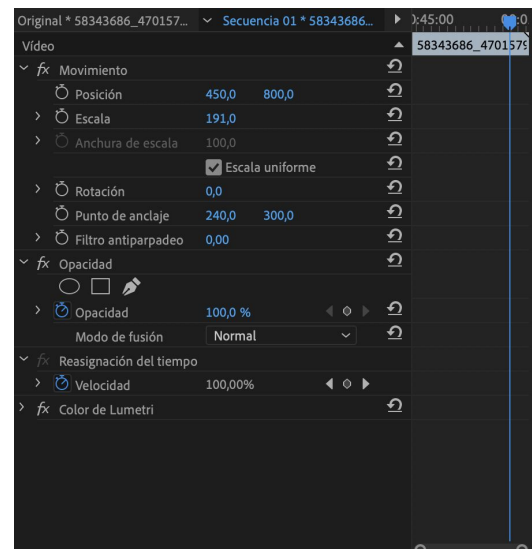 Original * 58343686_470157... Secuencia 01 * 58343686... 45:00
Vídeo 58343686_4701579
fx Movimiento
Posición 450,0 800,0
Escala 191,0
Anchura de escala 100,0
Escala uniforme
Rotación 0,0
Punto de anclaje 240,0 300,0
Filtro antiparpadeo 0,00
fx Opacidad
Opacidad 100,0 %
Modo de fusión Normal
fx Reasignación del tiempo
Velocidad 100,00%
fx Color de Lumetri